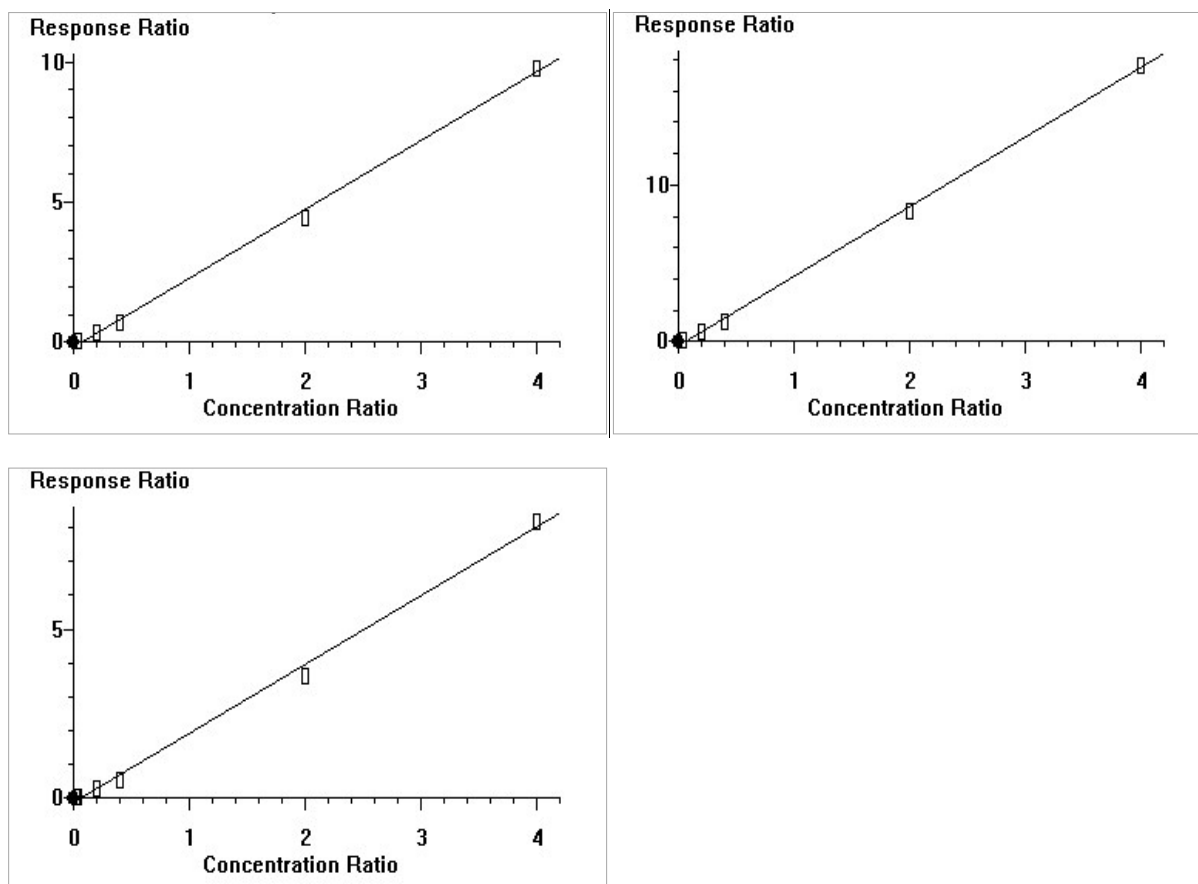 Response Ratio
10
5
0
0 1 2 3 4
Concentration Ratio
Response Ratio
10
0
0 1 2 3 4
Concentration Ratio
Response Ratio
5
0
0 1 2 3 4
Concentration Ratio